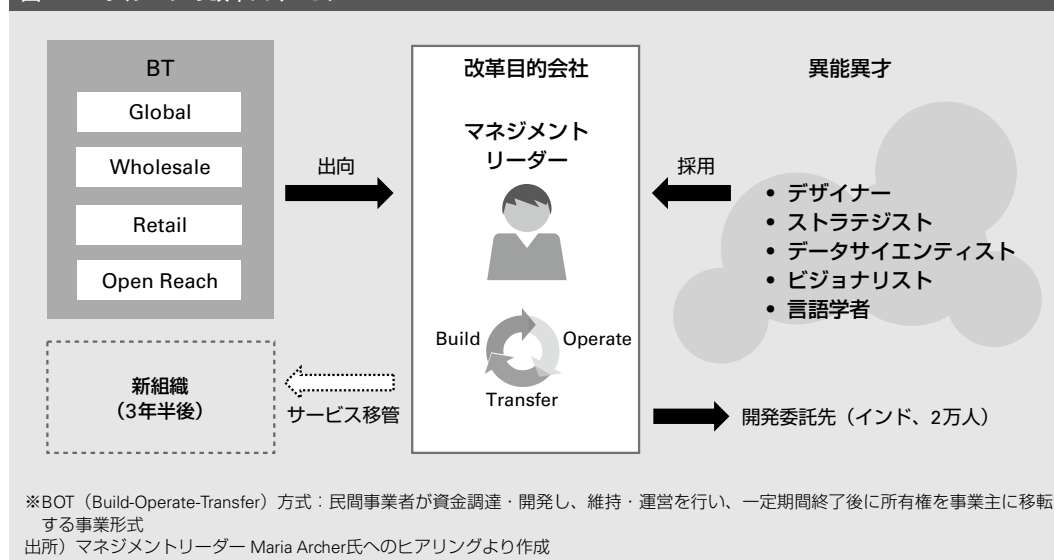 BT
Global
Wholesale
Retail
Open Reach
出向
改革目的会社
マネジメント
リーダー
Build
Operate
Transfer
異能異才
採用
• デザイナー
• ストラテジスト
• データサイエンティスト
• ビジョナリスト
• 言語学者
新組織
（3年半後）
サービス移管
開発委託先（インド、2万人）
※BOT（Build-Operate-Transfer）方式：民間事業者が資金調達・開発し、維持・運営を行い、一定期間終了後に所有権を事業主に移転
する事業形式
出所）マネジメントリーダー Maria Archer氏へのヒアリングより作成